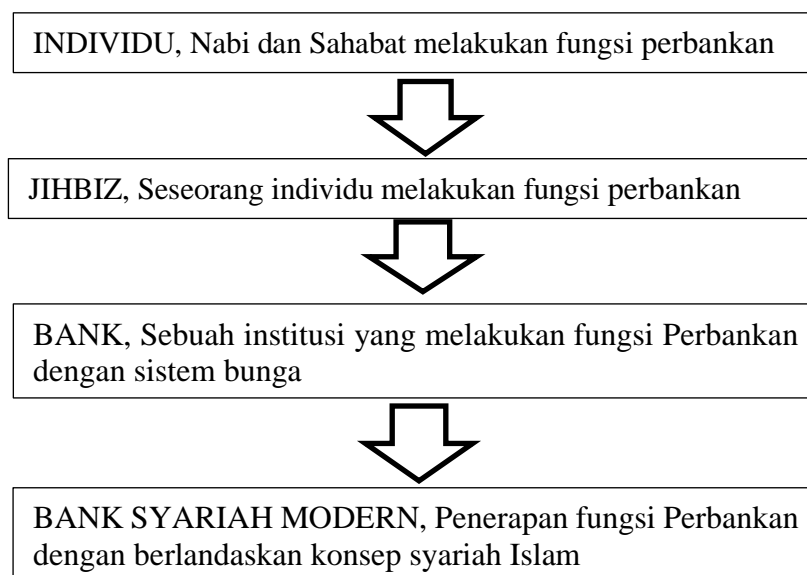 INDIVIDU, Nabi dan Sahabat melakukan fungsi perbankan
JIHBIZ, Seseorang individu melakukan fungsi perbankan
BANK, Sebuah institusi yang melakukan fungsi Perbankan
dengan sistem bunga
BANK SYARIAH MODERN, Penerapan fungsi Perbankan
dengan berlandaskan konsep syariah Islam